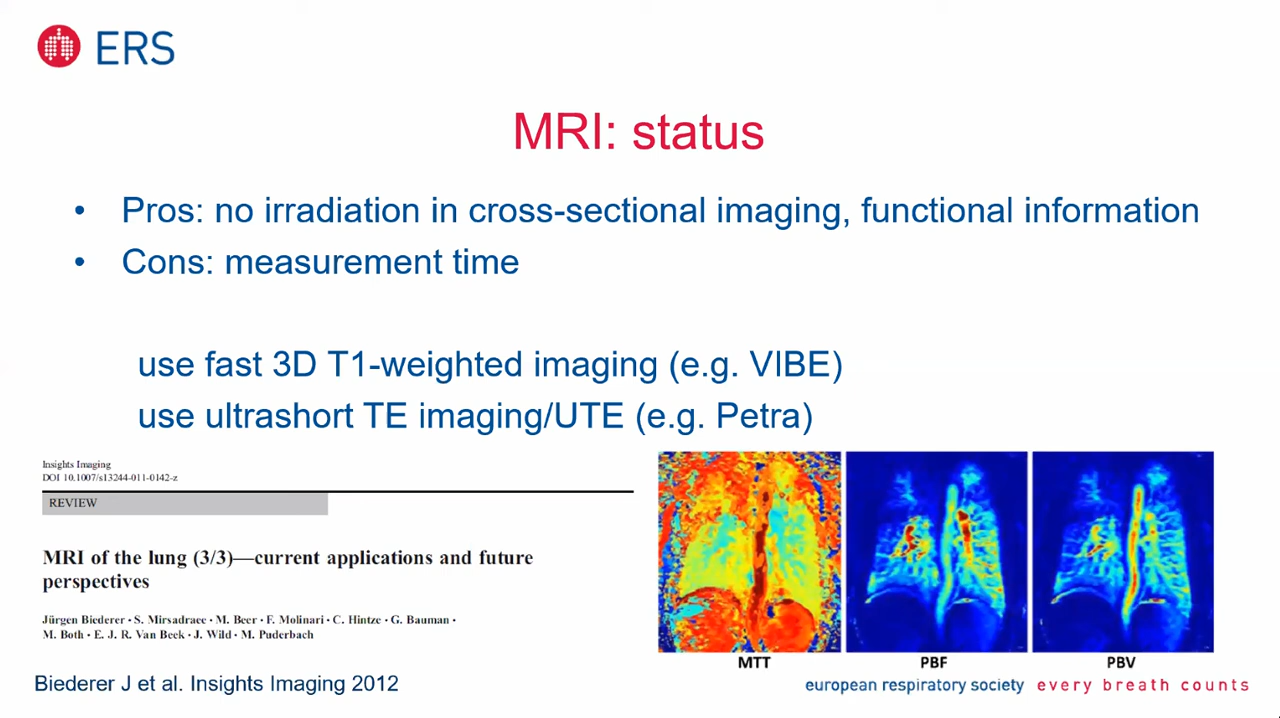 ERS
MRI: status
• Pros: no irradiation in cross-sectional imaging, functional information
• Cons: measurement time
use fast 3D T1-weighted imaging (e.g. VIBE)
use ultrashort TE imaging/UTE (e.g. Petra)
Insights Imaging
DOI 10.1007/s13244-011-0142-z
REVIEW
MRI of the lung (3/3)—current applications and future
perspectives
Jürgen Biederer • S. Mirsadraee • M. Beer • F. Molinari • C. Hintze • G. Bauman •
M. Both • E. J. R. Van Beek • J. Wild • M. Puderbach
MTT
PBF
PBV
Biederer J et al. Insights Imaging 2012
european respiratory society every breath counts